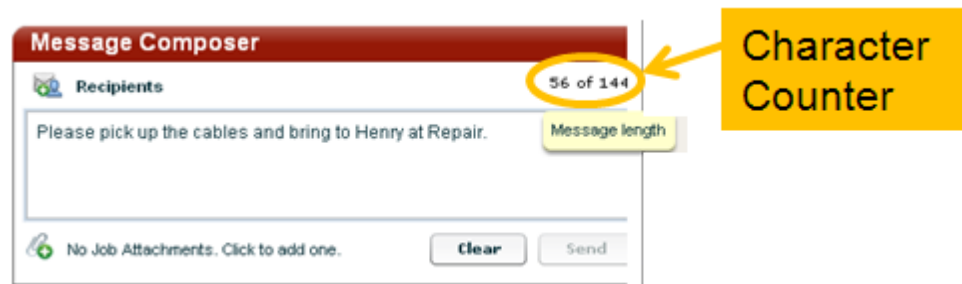 Message Composer
Recipients
56 of 144
Please pick up the cables and bring to Henry at Repair.
Message length
No Job Attachments. Click to add one.
Clear
Send
Character
Counter